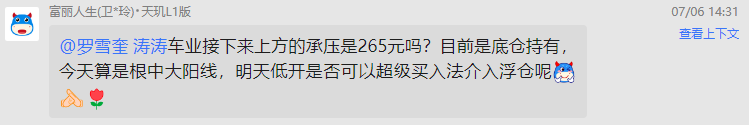 富丽人生(卫*玲)•天玑L1版
07/06 14:31
查看上下文
@罗雪奎 涛涛车业接下来上方的承压是265元吗？目前是底仓持有，
今天算是根中大阳线，明天低开是否可以超级买入法介入浮仓呢